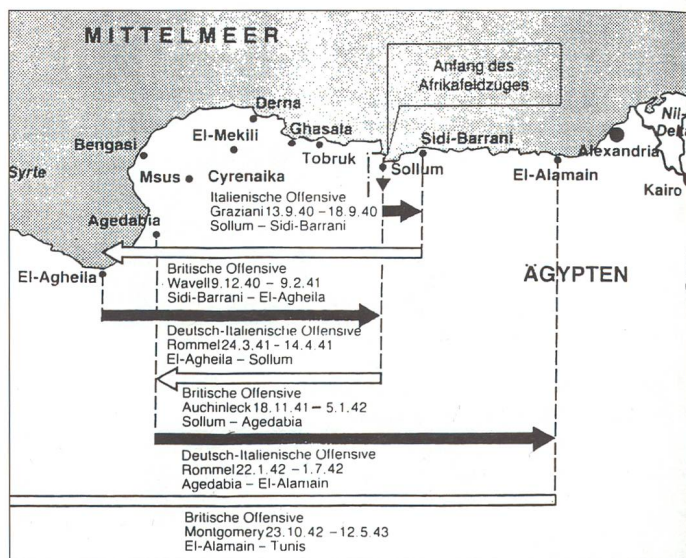 MITTELMEER
Anfang des
Afrikafeldzuges
Derna
El-Mekili
Ghasala
Bengasi
Tobruk
Sidi-Barrani
Nil-
Delta
Alexandria
Syrte
Msus
Cyrenaika
Sollum
El-Alamain
Kairo
Italienische Offensive
Graziani 13.9.40 – 18.9.40
Sollum – Sidi-Barrani
Agedabia
El-Agheila
ÄGYPTEN
Britische Offensive
Wavell 9.12.40 – 9.2.41
Sidi-Barrani – El-Agheila
Deutsch-Italienische Offensive
Rommel 24.3.41 – 14.4.41
El-Agheila – Sollum
Britische Offensive
Auchinleck 18.11.41 – 5.1.42
Sollum – Agedabia
Deutsch-Italienische Offensive
Rommel 22.1.42 – 1.7.42
Agedabia – El-Alamain
Britische Offensive
Montgomery 23.10.42 – 12.5.43
El-Alamain – Tunis